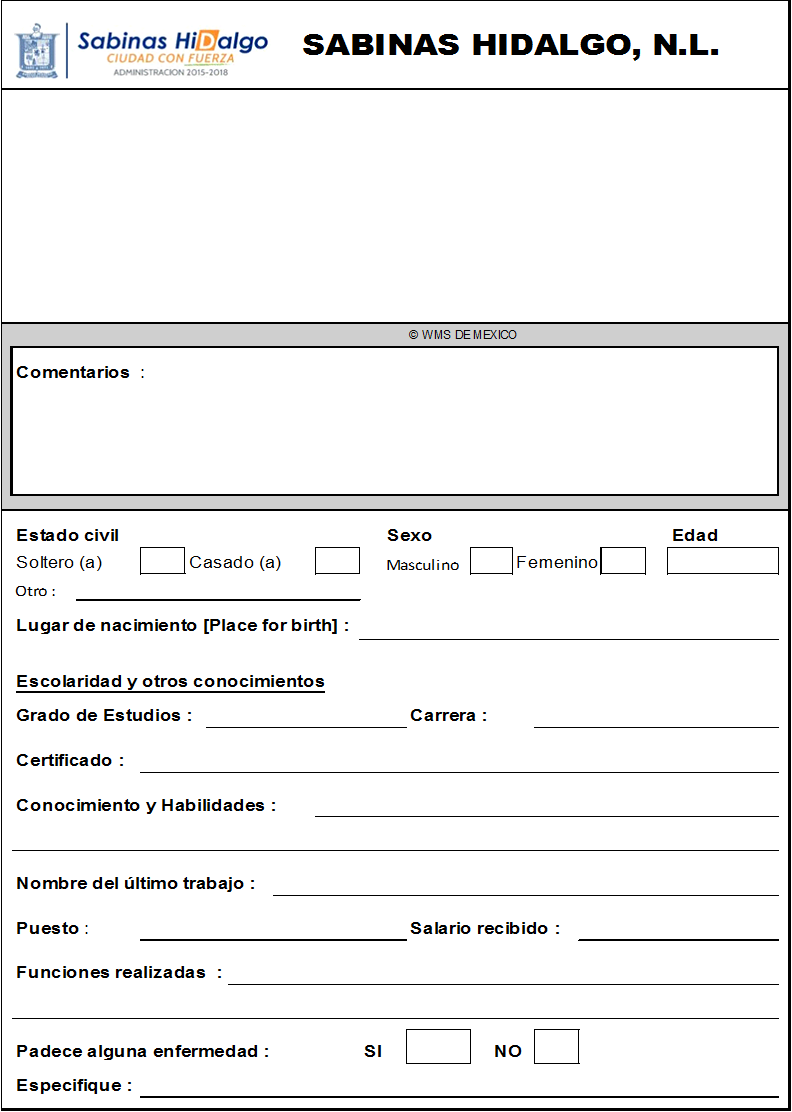 Sabinas HiDalgo
CIUDAD CON FUERZA
ADMINISTRACION 2015-2018
SABINAS HIDALGO, N.L.
© WMS DE MEXICO
Comentarios :
Estado civil Sexo Edad
Soltero (a) Casado (a) Masculino Femenino
Otro :
Lugar de nacimiento [Place for birth] :
Escolaridad y otros conocimientos
Grado de Estudios : Carrera :
Certificado :
Conocimiento y Habilidades :
Nombre del último trabajo :
Puesto : Salario recibido :
Funciones realizadas :
Padece alguna enfermedad : SI NO
Especifique :